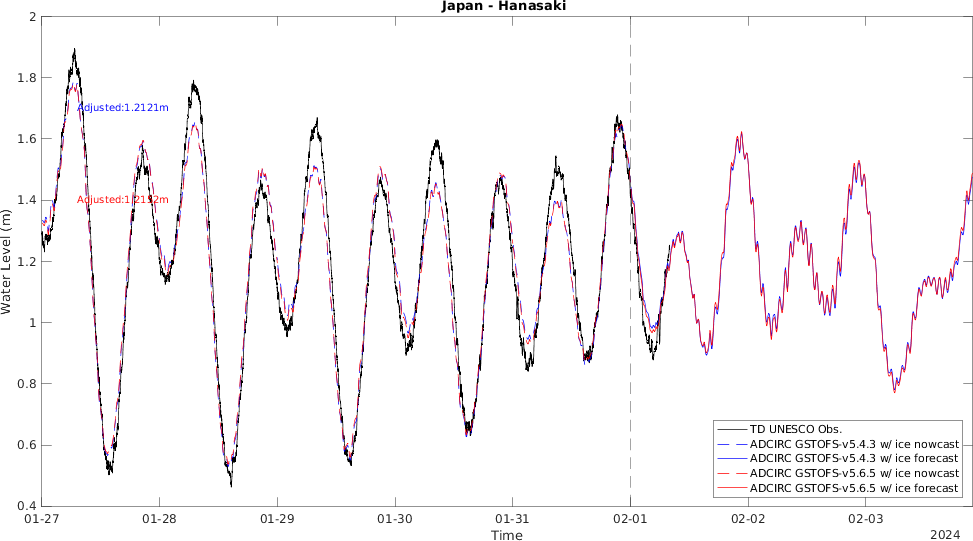 Japan - Hanasaki
2
1.8
1.6
1.4
1.2
1
0.8
0.6
0.4
Water Level (m)
Adjusted:1.2121m
TD UNESCO Obs.
ADCIRC GSTOFS-v5.4.3 w/ ice nowcast
ADCIRC GSTOFS-v5.4.3 w/ ice forecast
ADCIRC GSTOFS-v5.6.5 w/ ice nowcast
ADCIRC GSTOFS-v5.6.5 w/ ice forecast
01-27 01-28 01-29 01-30 01-31 02-01 02-02 02-03
Time
2024